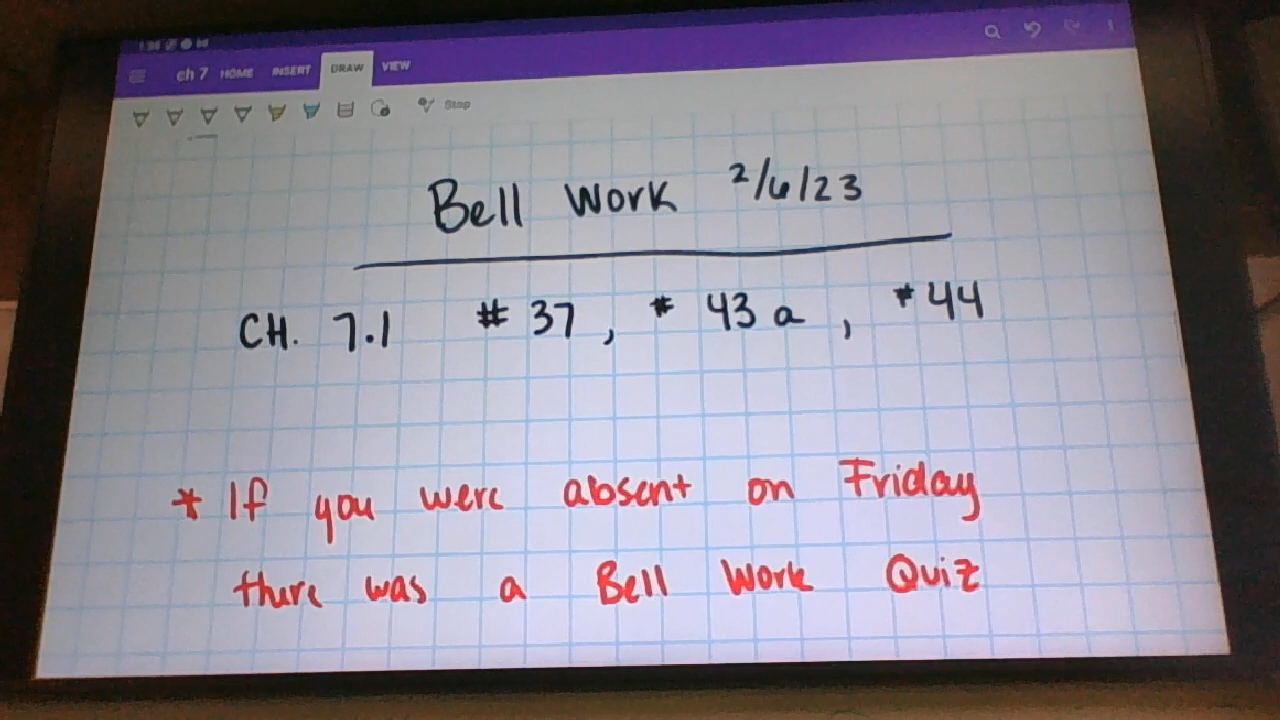 ch 7 HOME INSERT DRAW VIEW
Stop
Bell Work 2/6/23
CH. 7.1 # 37, # 43 a, # 44
* If you were absent on Friday
there was a Bell Work Quiz